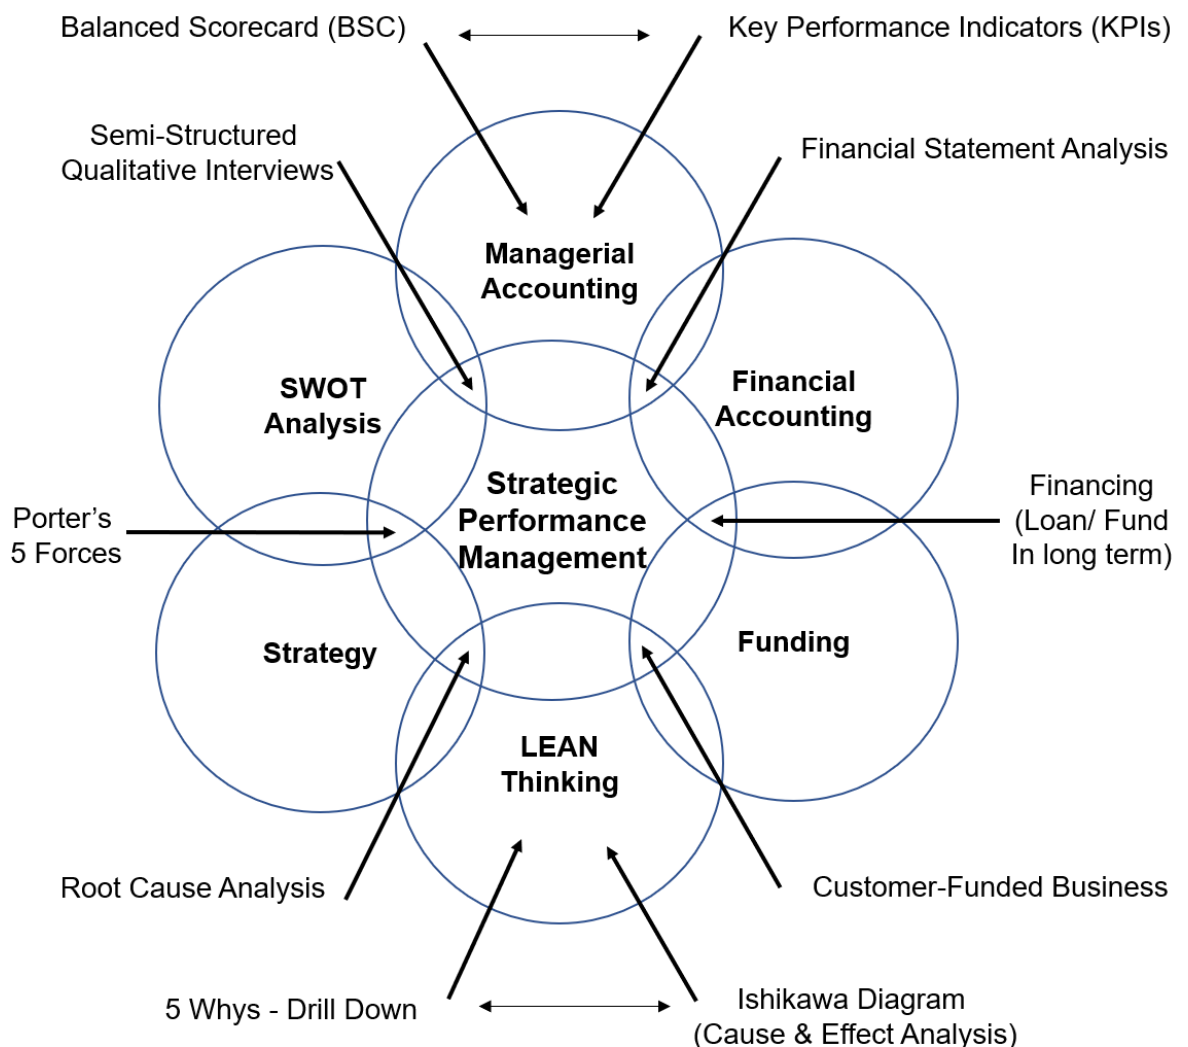 Balanced Scorecard (BSC)
Key Performance Indicators (KPIs)
Semi-Structured
Qualitative Interviews
Financial Statement Analysis
Managerial
Accounting
SWOT
Analysis
Financial
Accounting
Strategic
Performance
Management
Porter’s
5 Forces
Financing
(Loan/ Fund
In long term)
Strategy
Funding
LEAN
Thinking
Root Cause Analysis
Customer-Funded Business
5 Whys - Drill Down
Ishikawa Diagram
(Cause & Effect Analysis)